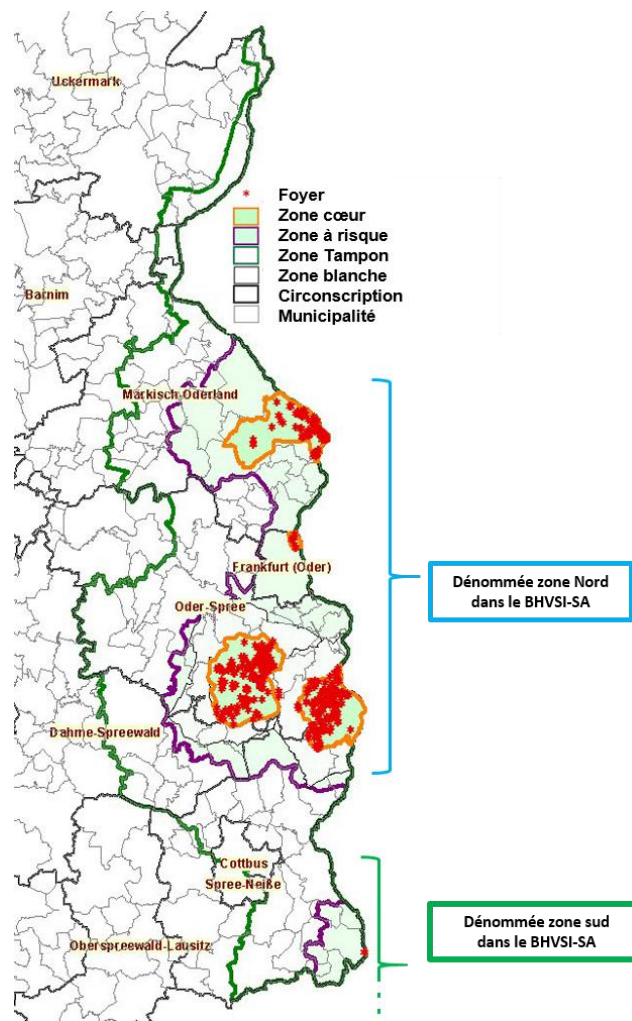 Uckermark
Foyer
Zone cœur
Zone à risque
Zone Tampon
Zone blanche
Circonscription
Municipalité
Barnim
Märkisch-Oderland
Frankfurt (Oder)
Oder-Spree
Dénommée zone Nord
dans le BHVSI-SA
Dahme-Spreewald
Cottbus
Spree-Neiße
Oberspreewald-Lausitz
Dénommée zone sud
dans le BHVSI-SA